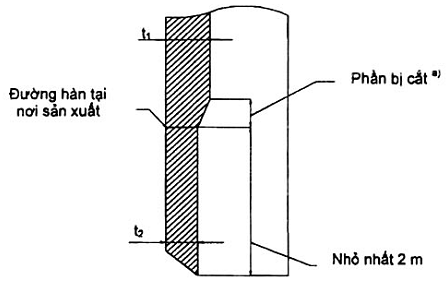 t₁
Phần bị cắt ᵃ⁾
Đường hàn tại
nơi sản xuất
t₂
Nhỏ nhất 2 m